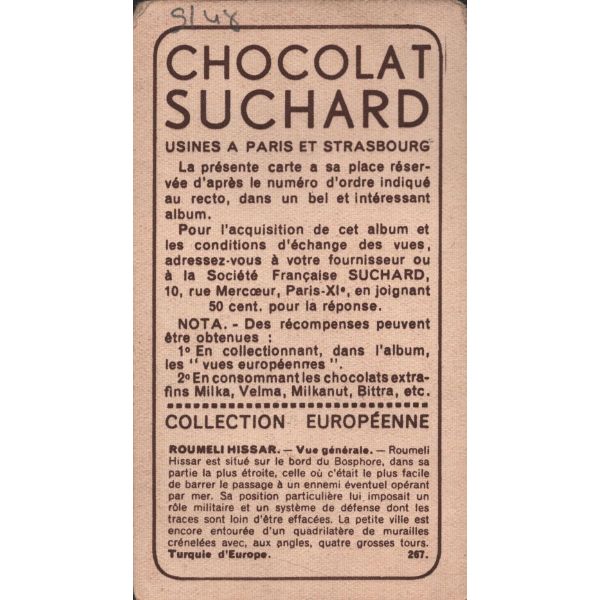 9/48
CHOCOLAT
SUCHARD
USINES A PARIS ET STRASBOURG
La présente carte a sa place réser-
vée d'après le numéro d'ordre indiqué
au recto, dans un bel et intéressant
album.
Pour l'acquisition de cet album et
les conditions d'échange des vues,
adressez-vous à votre fournisseur ou
à la Société Française SUCHARD,
10, rue Mercœur, Paris-XIe, en joignant
50 cent. pour la réponse.
NOTA. - Des récompenses peuvent
être obtenues :
1º En collectionnant, dans l'album,
les " vues européennes ".
2º En consommant les chocolats extra-
fins Milka, Velma, Milkanut, Bittra, etc.
COLLECTION EUROPÉENNE
ROUMELI HISSAR. — Vue générale. — Roumeli
Hissar est situé sur le bord du Bosphore, dans sa
partie la plus étroite, celle où c'était le plus facile
de barrer le passage à un ennemi éventuel opérant
par mer. Sa position particulière lui imposait un
rôle militaire et un système de défense dont les
traces sont loin d'être effacées. La petite ville est
encore entourée d'un quadrilatère de murailles
crénelées avec, aux angles, quatre grosses tours.
Turquie d'Europe. 267.